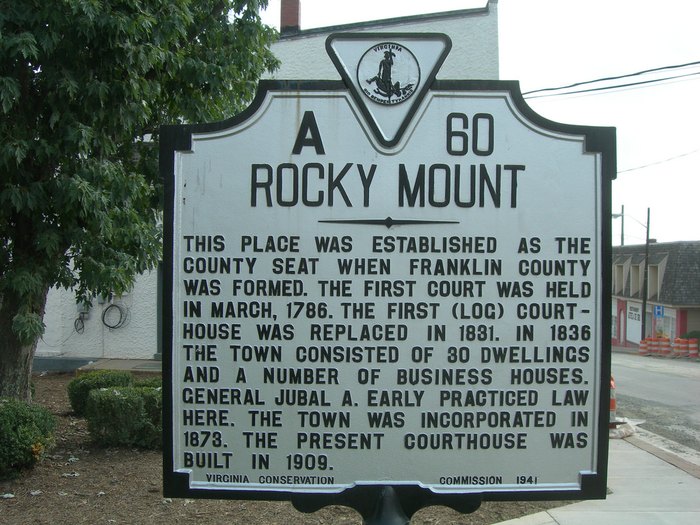 VIRGINIA
A 60
ROCKY MOUNT
THIS PLACE WAS ESTABLISHED AS THE
COUNTY SEAT WHEN FRANKLIN COUNTY
WAS FORMED. THE FIRST COURT WAS HELD
IN MARCH, 1786. THE FIRST (LOG) COURT-
HOUSE WAS REPLACED IN 1831. IN 1836
THE TOWN CONSISTED OF 30 DWELLINGS
AND A NUMBER OF BUSINESS HOUSES.
GENERAL JUBAL A. EARLY PRACTICED LAW
HERE. THE TOWN WAS INCORPORATED IN
1873. THE PRESENT COURTHOUSE WAS
BUILT IN 1909.
VIRGINIA CONSERVATION COMMISSION 1941